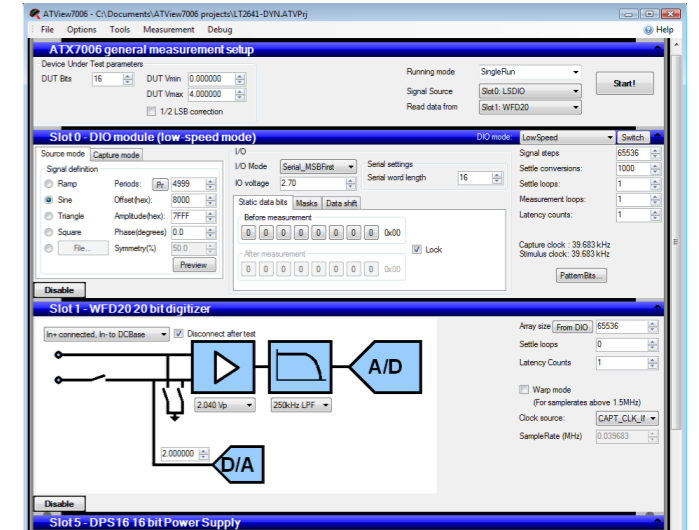 ATView7006 - C:\Documents\ATView7006 projects\LT2641-DYN.ATVPrj
File Options Tools Measurement Debug Help
ATX7006 general measurement setup
Device Under Test parameters
DUT Bits 16 DUT Vmin 0.000000
DUT Vmax 4.000000
1/2 LSB correction
Running mode SingleRun
Signal Source Slot0: LSDIO
Read data from Slot1: WFD20
Start!
Slot 0 - DIO module (low-speed mode)
DIO mode: LowSpeed Switch
Source mode Capture mode
Signal definition
Ramp Periods: Pr 4999
Sine Offset(hex): 8000
Triangle Amplitude(hex): 7FFF
Square Phase(degrees) 0.0
File... Symmetry(%) 50.0
Preview
I/O
I/O Mode Serial_MSBFirst
IO voltage 2.70
Serial settings
Serial word length 16
Static data bits Masks Data shift
Before measurement
0 0 0 0 0 0 0 0 0x00
Lock
After measurement
0 0 0 0 0 0 0 0 0x00
Signal steps 65536
Settle conversions: 1000
Settle loops: 1
Measurement loops: 1
Latency counts: 1
Capture clock : 39.683 kHz
Stimulus clock: 39.683 kHz
PatternBits...
Disable
Slot 1 - WFD20 20 bit digitizer
In+ connected, In- to DCBase Disconnect after test
A/D
2.040 Vp 250kHz LPF
2.000000
D/A
Array size From DIO 65536
Settle loops 0
Latency Counts 1
Warp mode
(For samplerates above 1.5MHz)
Clock source: CAPT_CLK_II
SampleRate (MHz) 0.039683
Disable
Slot 5 - DPS16 16 bit Power Supply